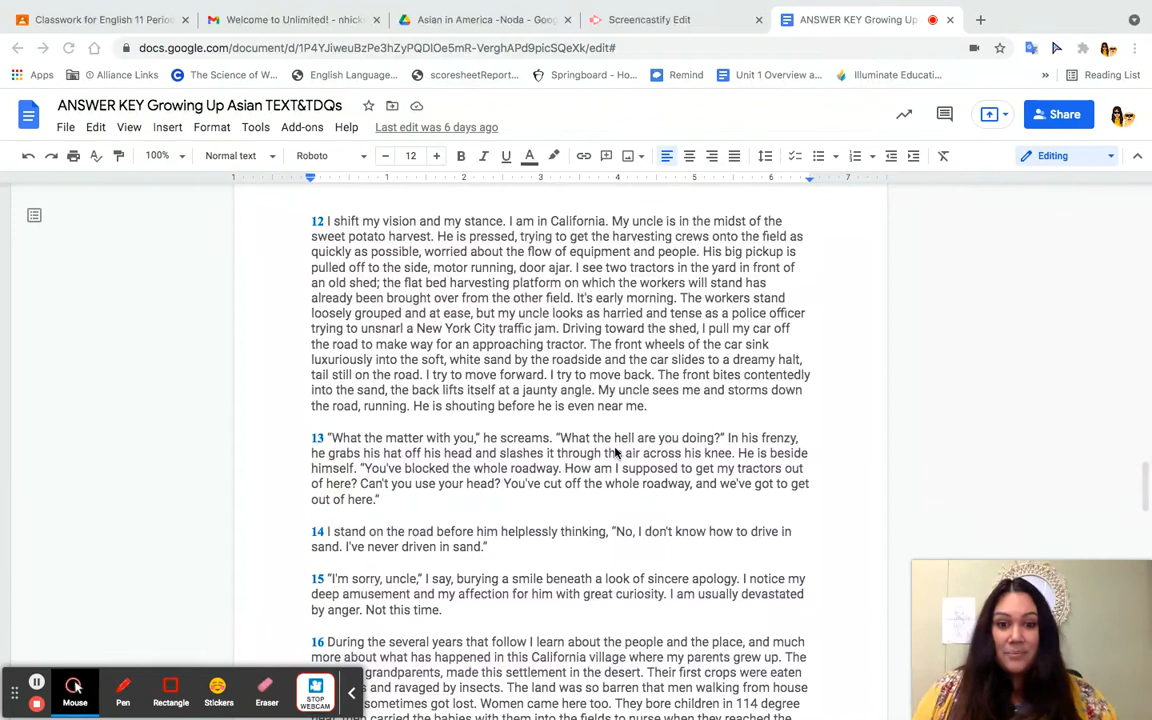 Classwork for English 11 Period
Welcome to Unlimited! - nhick
Asian in America -Noda - Goog
Screencastify Edit
ANSWER KEY Growing Up
docs.google.com/document/d/1P4YJiweuBzPe3hZyPQDIOe5mR-VerghAPd9picSQeXk/edit#
Apps
Alliance Links
The Science of W...
English Language...
scoresheetReport...
Springboard - Ho...
Remind
Unit 1 Overview a...
Illuminate Educati...
Reading List
ANSWER KEY Growing Up Asian TEXT&TDQs
File Edit View Insert Format Tools Add-ons Help Last edit was 6 days ago
Share
100% Normal text Roboto 12 Editing
1 1 2 3 4 5 6 7
12 I shift my vision and my stance. I am in California. My uncle is in the midst of the
sweet potato harvest. He is pressed, trying to get the harvesting crews onto the field as
quickly as possible, worried about the flow of equipment and people. His big pickup is
pulled off to the side, motor running, door ajar. I see two tractors in the yard in front of
an old shed; the flat bed harvesting platform on which the workers will stand has
already been brought over from the other field. It's early morning. The workers stand
loosely grouped and at ease, but my uncle looks as harried and tense as a police officer
trying to unsnarl a New York City traffic jam. Driving toward the shed, I pull my car off
the road to make way for an approaching tractor. The front wheels of the car sink
luxuriously into the soft, white sand by the roadside and the car slides to a dreamy halt,
tail still on the road. I try to move forward. I try to move back. The front bites contentedly
into the sand, the back lifts itself at a jaunty angle. My uncle sees me and storms down
the road, running. He is shouting before he is even near me.
13 “What the matter with you,” he screams. “What the hell are you doing?” In his frenzy,
he grabs his hat off his head and slashes it through the air across his knee. He is beside
himself. “You've blocked the whole roadway. How am I supposed to get my tractors out
of here? Can't you use your head? You've cut off the whole roadway, and we've got to get
out of here.”
14 I stand on the road before him helplessly thinking, “No, I don't know how to drive in
sand. I've never driven in sand.”
15 “I'm sorry, uncle,” I say, burying a smile beneath a look of sincere apology. I notice my
deep amusement and my affection for him with great curiosity. I am usually devastated
by anger. Not this time.
16 During the several years that follow I learn about the people and the place, and much
more about what has happened in this California village where my parents grew up. The
grandparents, made this settlement in the desert. Their first crops were eaten
and ravaged by insects. The land was so barren that men walking from house
sometimes got lost. Women came here too. They bore children in 114 degree
carried the babies with them into the fields to nurse when they reached the
Mouse Pen Rectangle Stickers Eraser STOP WEBCAM